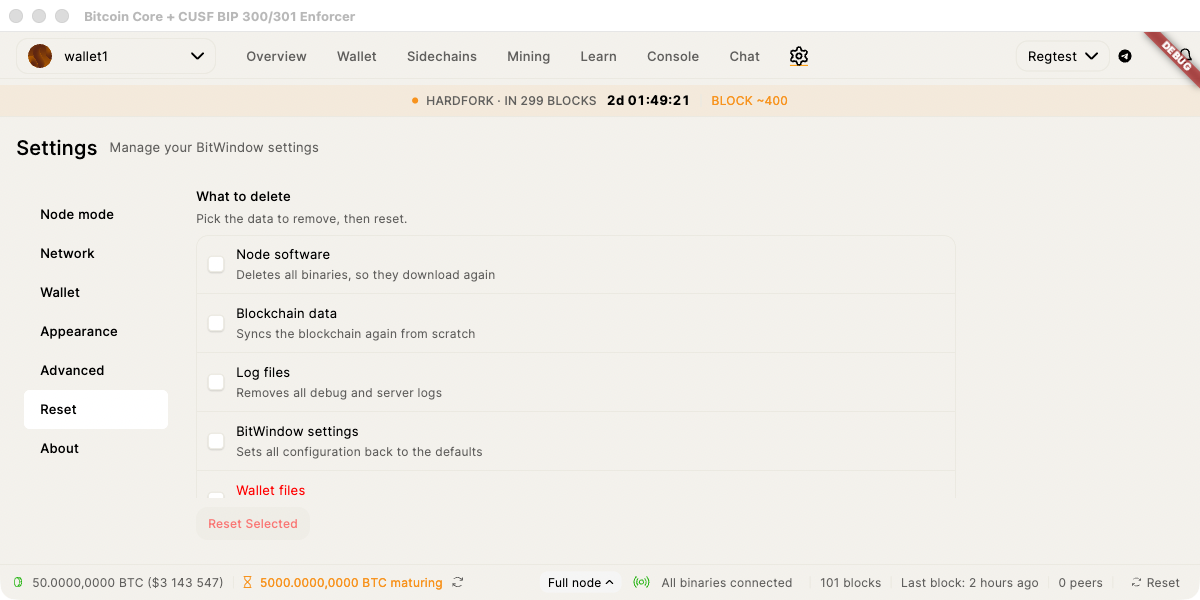 Bitcoin Core + CUSF BIP 300/301 Enforcer
wallet1 Overview Wallet Sidechains Mining Learn Console Chat Regtest DEBUG
HARDFORK · IN 299 BLOCKS 2d 01:49:21 BLOCK ~400
Settings Manage your BitWindow settings
Node mode
Network
Wallet
Appearance
Advanced
Reset
About
What to delete
Pick the data to remove, then reset.
Node software
Deletes all binaries, so they download again
Blockchain data
Syncs the blockchain again from scratch
Log files
Removes all debug and server logs
BitWindow settings
Sets all configuration back to the defaults
Wallet files
Reset Selected
50.0000,0000 BTC ($3 143 547) 5000.0000,0000 BTC maturing Full node All binaries connected 101 blocks Last block: 2 hours ago 0 peers Reset